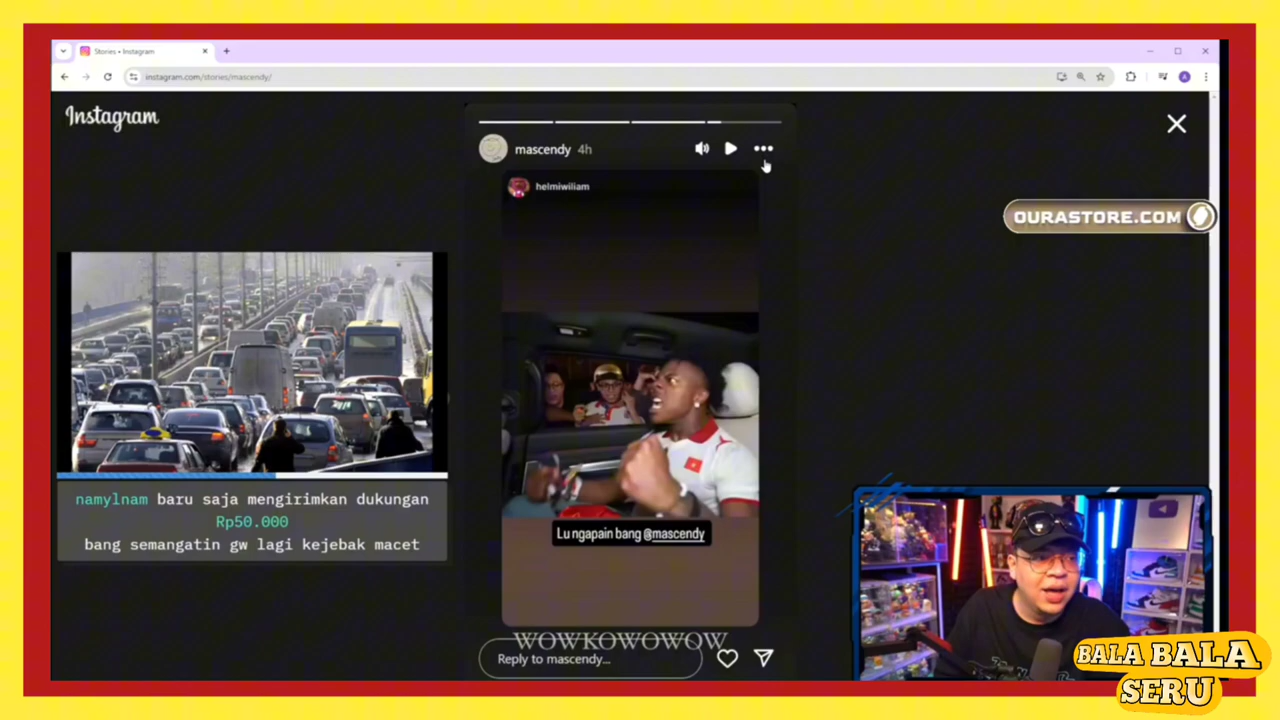 Stories • Instagram
instagram.com/stories/mascendy/
A
Instagram
mascendy 4h
helmiwiliam
OURASTORE.COM
Lu ngapain bang @mascendy
namylnam baru saja mengirimkan dukungan
Rp50.000
bang semangatin gw lagi kejebak macet
WOWKOWOWOW
Reply to mascendy...
BALA BALA
SERU